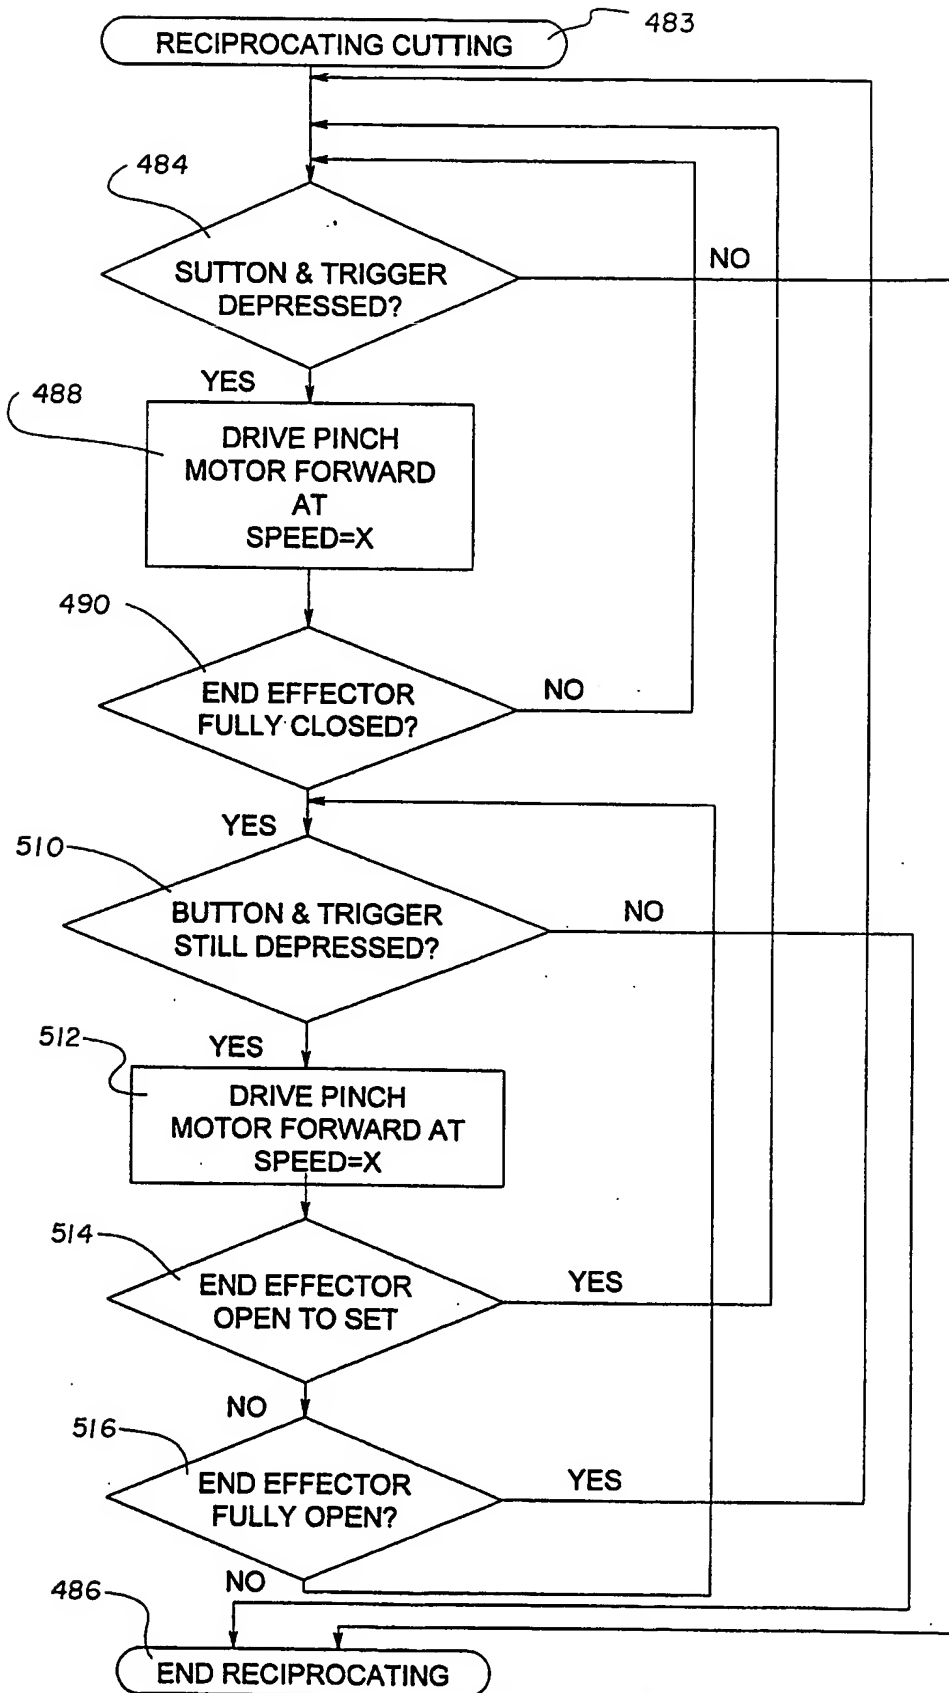 RECIPROCATING CUTTING
483
484
SUTTON & TRIGGER
DEPRESSED?
NO
YES
488
DRIVE PINCH
MOTOR FORWARD
AT
SPEED=X
490
END EFFECTOR
FULLY CLOSED?
NO
YES
510
BUTTON & TRIGGER
STILL DEPRESSED?
NO
YES
512
DRIVE PINCH
MOTOR FORWARD AT
SPEED=X
514
END EFFECTOR
OPEN TO SET
YES
NO
516
END EFFECTOR
FULLY OPEN?
YES
NO
486
END RECIPROCATING